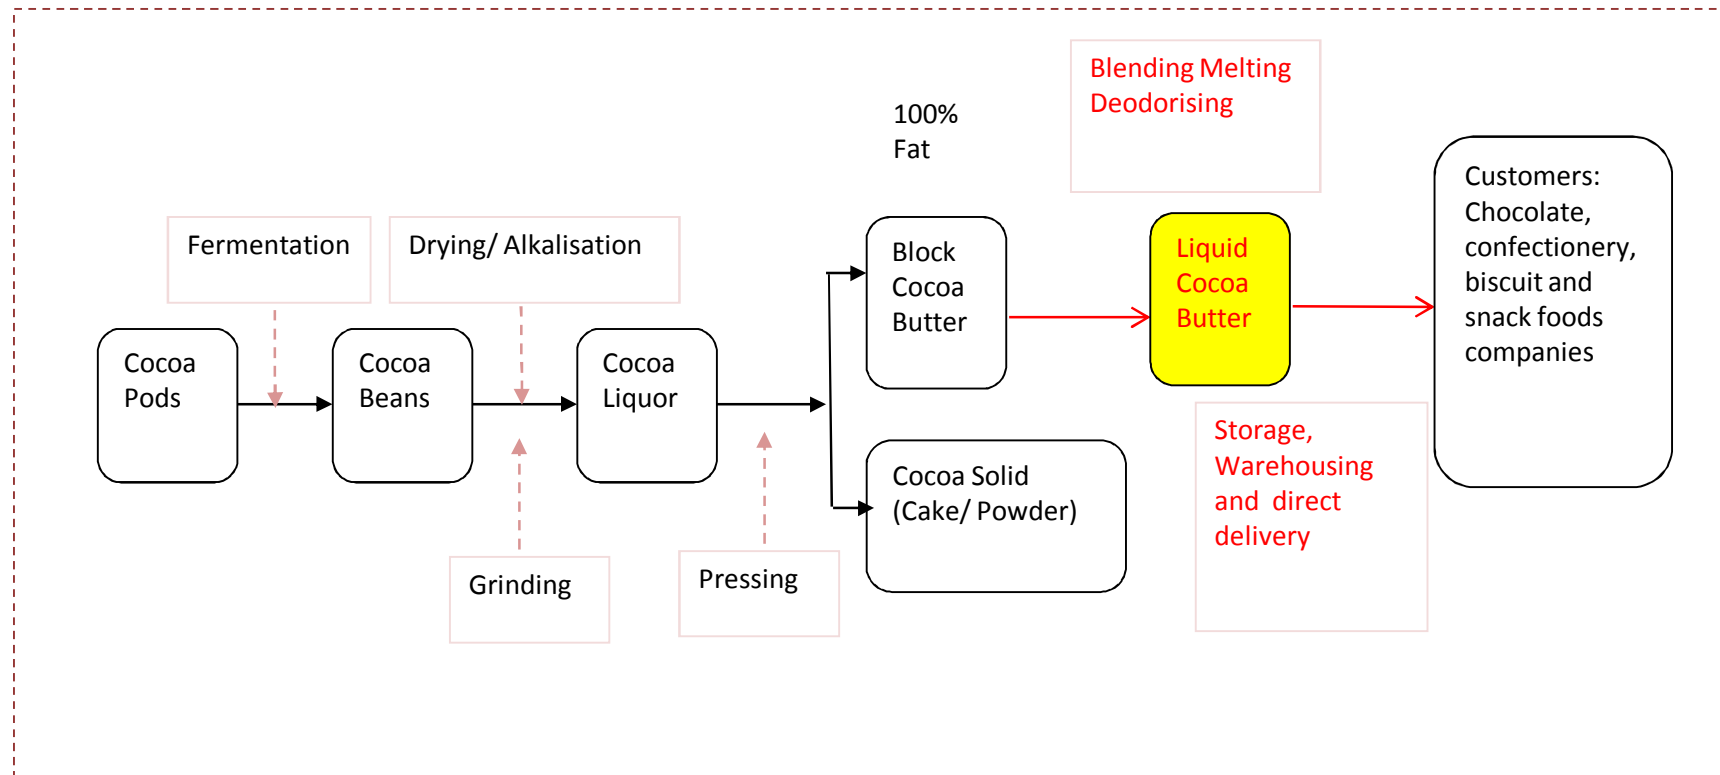 Blending Melting
Deodorising
100%
Fat
Customers:
Chocolate,
confectionery,
biscuit and
snack foods
companies
Fermentation
Drying/ Alkalisation
Block
Cocoa
Butter
Liquid
Cocoa
Butter
Cocoa
Pods
Cocoa
Beans
Cocoa
Liquor
Storage,
Warehousing
and  direct
delivery
Cocoa Solid
(Cake/ Powder)
Grinding
Pressing